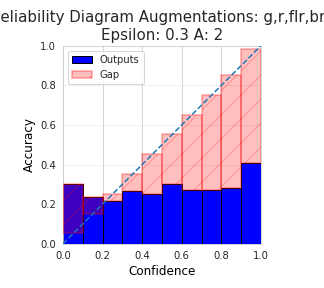 eliability Diagram Augmentations: g,r,flr,br
Epsilon: 0.3 A: 2
1.0
0.8
0.6
0.4
0.2
0.0
Accuracy
Outputs
Gap
0.0 0.2 0.4 0.6 0.8 1.0
Confidence